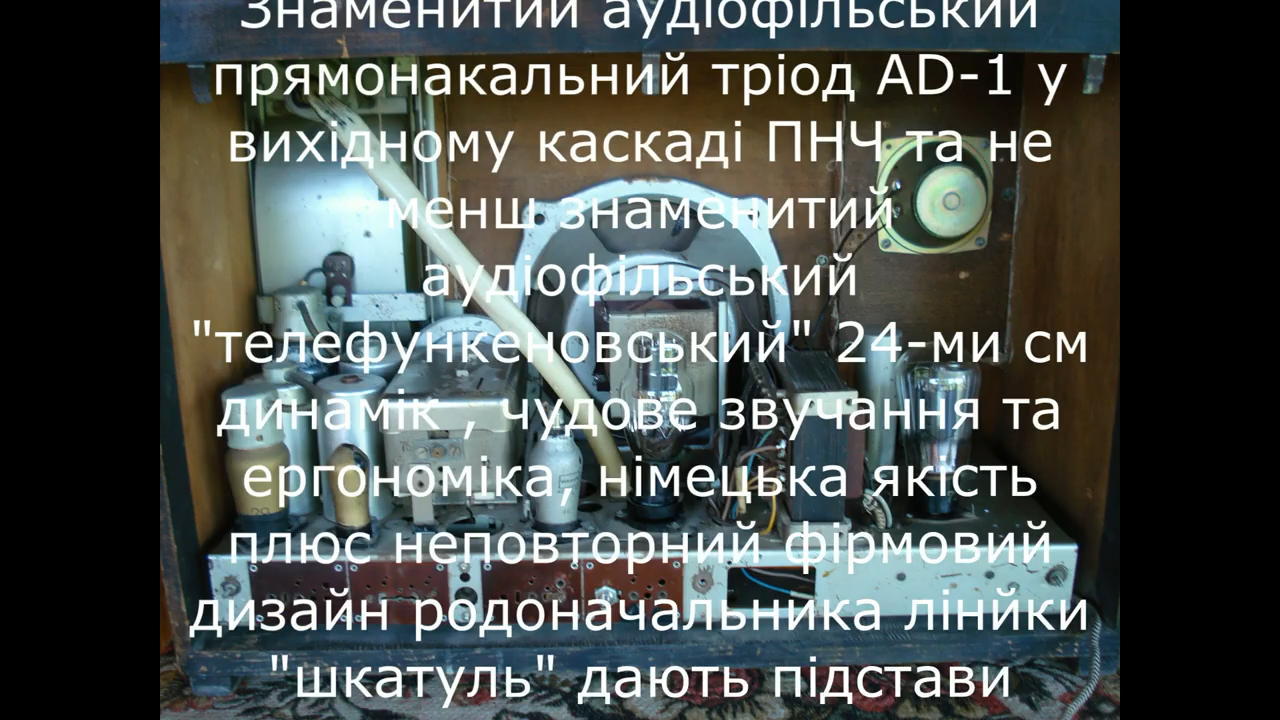 Знаменитий аудіофільський
прямонакальний тріод AD-1 у
вихідному каскаді ПНЧ та не
менш знаменитий
аудіофільський
"телефункеновський" 24-ми см
динамік , чудове звучання та
ергономіка, німецька якість
плюс неповторний фірмовий
дизайн родоначальника лінйки
"шкатуль" дають підстави